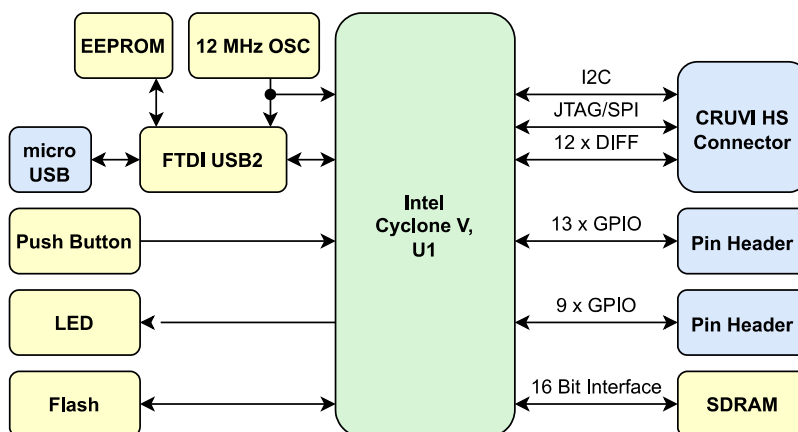 EEPROM
12 MHz OSC
micro
USB
FTDI USB2
Push Button
LED
Flash
Intel
Cyclone V,
U1
I2C
JTAG/SPI
12 x DIFF
CRUVI HS
Connector
13 x GPIO
Pin Header
9 x GPIO
Pin Header
16 Bit Interface
SDRAM